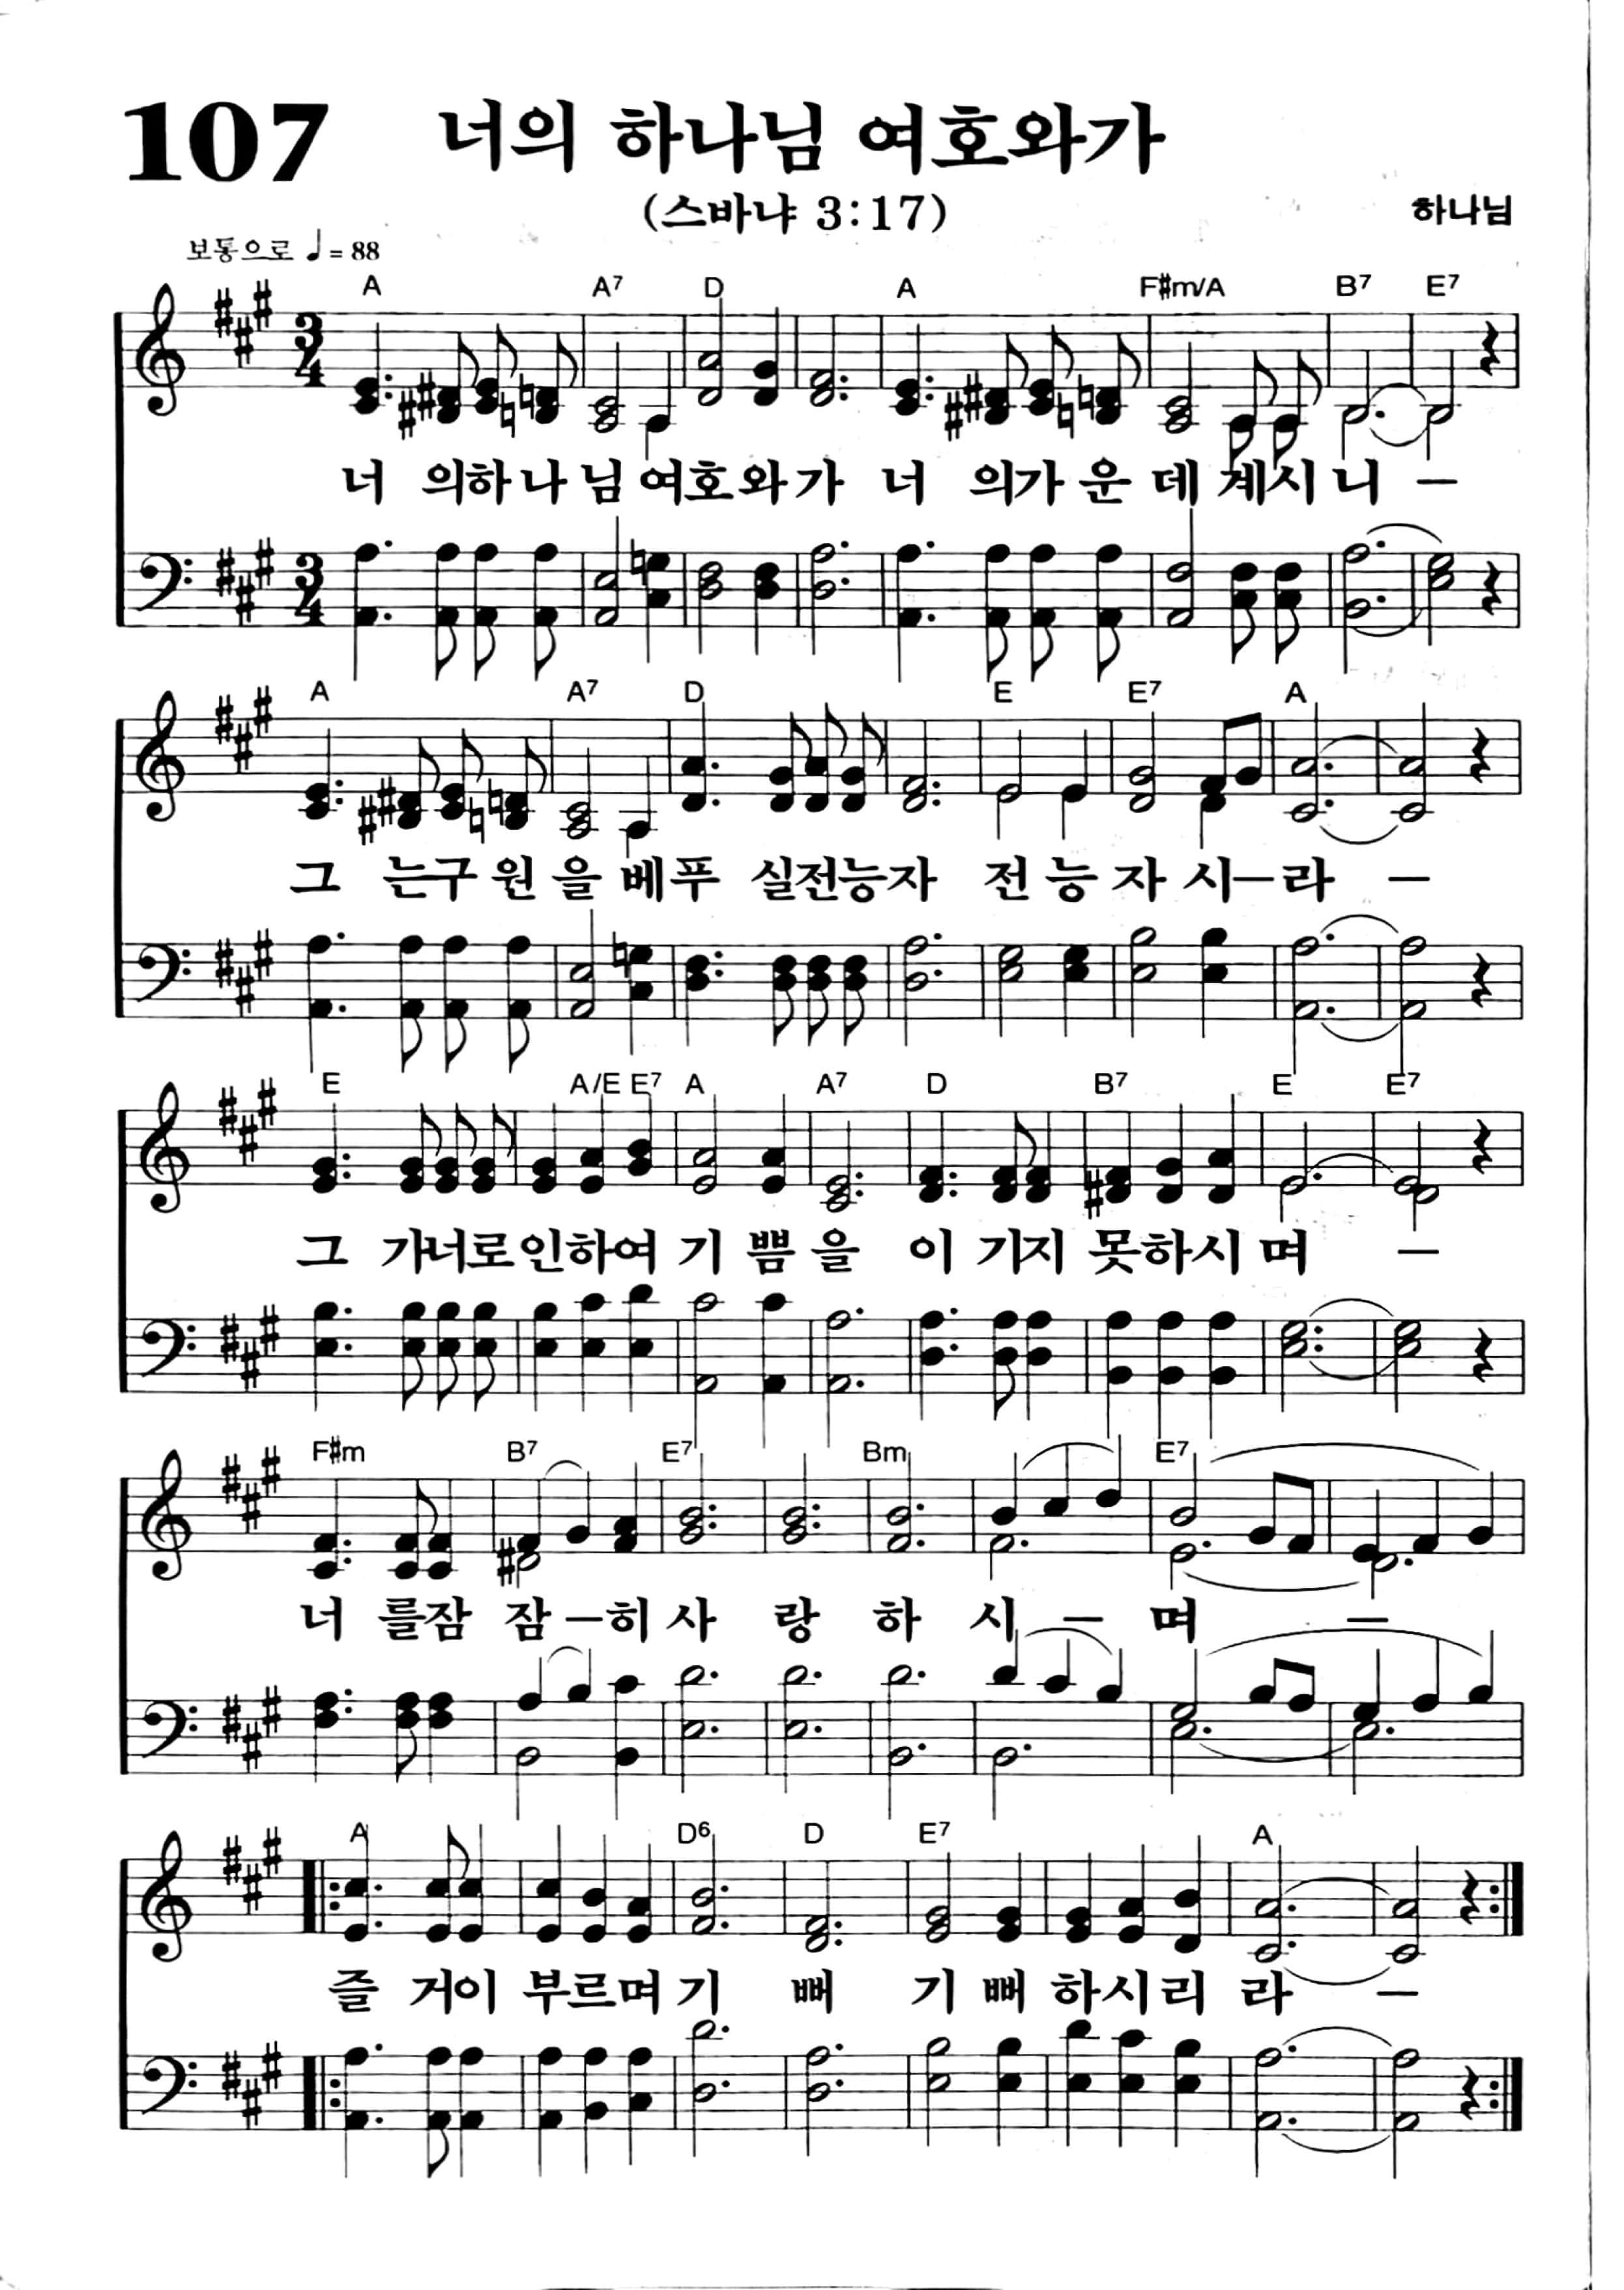 107 너의 하나님 여호와가
(스바냐 3:17)
하나님
보통으로 ♩= 88
A A7 D A F#m/A B7 E7
너 의하나님 여호와가 너 의가운데 계시니 –
A A7 D E E7 A
그 는구원을 베푸 실전능자 전능자시–라 –
E A/E E7 A A7 D B7 E E7
그 가너로인하여 기쁨을 이 기지 못하시며 –
F#m B7 E7 Bm E7
너 를잠잠–히사랑하시–며 –
A D6 D E7 A
즐 거이 부르며기뻐 기뻐하시리라 –